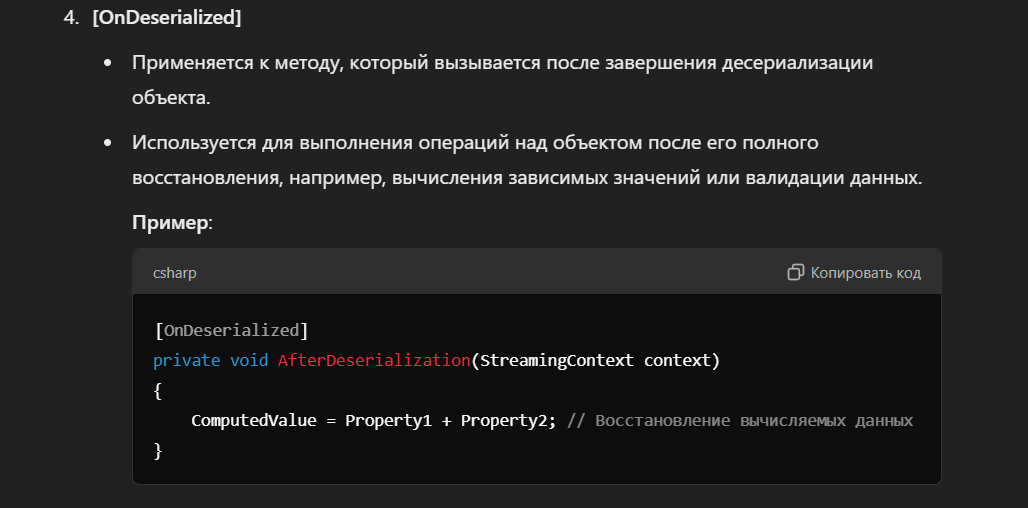 4. [OnDeserialized]
• Применяется к методу, который вызывается после завершения десериализации
объекта.
• Используется для выполнения операций над объектом после его полного
восстановления, например, вычисления зависимых значений или валидации данных.
Пример:
csharp Копировать код
[OnDeserialized]
private void AfterDeserialization(StreamingContext context)
{
    ComputedValue = Property1 + Property2; // Восстановление вычисляемых данных
}